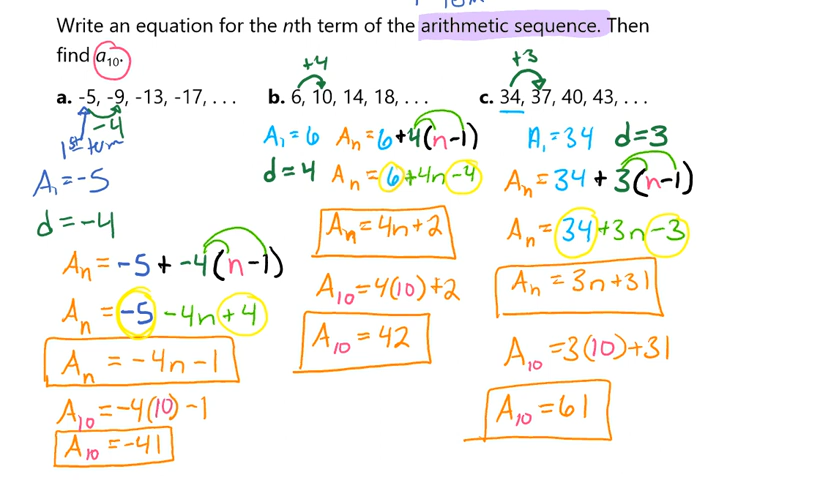 Write an equation for the nth term of the arithmetic sequence. Then
find a₁₀.
+4
+3
a. -5, -9, -13, -17, . . .
b. 6, 10, 14, 18, . . .
c. 34, 37, 40, 43, . . .
-4
1st term
A₁ = -5
d = -4
Aₙ = -5 + -4(n-1)
Aₙ = -5 -4n +4
Aₙ = -4n -1
A₁₀ = -4(10) -1
A₁₀ = -41
A₁ = 6 Aₙ = 6+4(n-1)
d = 4 Aₙ = 6+4n-4
Aₙ = 4n+2
A₁₀ = 4(10)+2
A₁₀ = 42
A₁ = 34 d = 3
Aₙ = 34 + 3(n-1)
Aₙ = 34+3n-3
Aₙ = 3n+31
A₁₀ = 3(10)+31
A₁₀ = 61